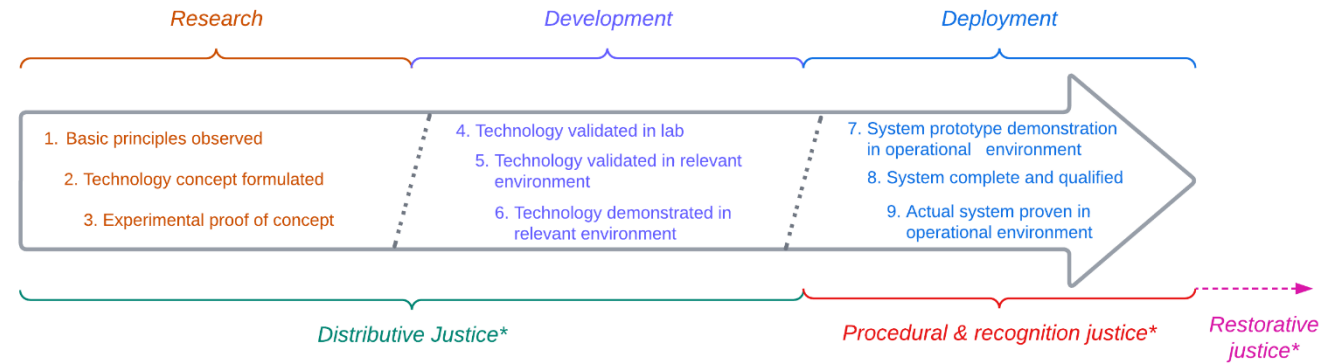 Research
Development
Deployment
1. Basic principles observed
2. Technology concept formulated
3. Experimental proof of concept
4. Technology validated in lab
5. Technology validated in relevant
environment
6. Technology demonstrated in
relevant environment
7. System prototype demonstration
in operational environment
8. System complete and qualified
9. Actual system proven in
operational environment
Distributive Justice*
Procedural & recognition justice*
Restorative
justice*